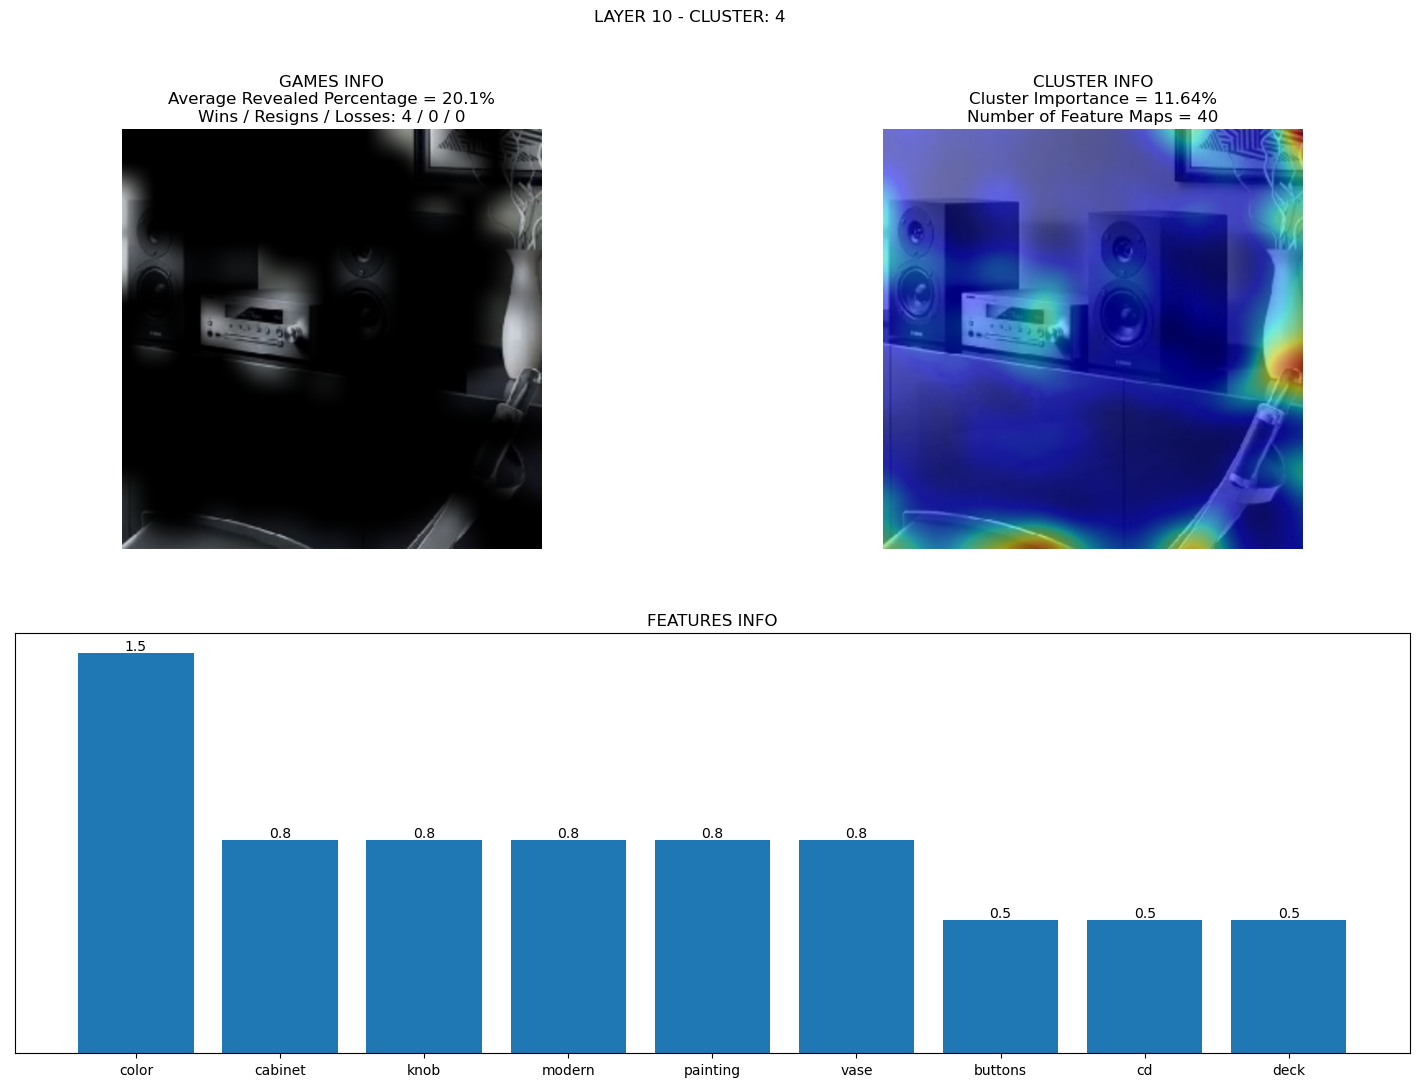 LAYER 10 - CLUSTER: 4
GAMES INFO
Average Revealed Percentage = 20.1%
Wins / Resigns / Losses: 4 / 0 / 0
CLUSTER INFO
Cluster Importance = 11.64%
Number of Feature Maps = 40
FEATURES INFO
1.5
0.8
0.8
0.8
0.8
0.8
0.5
0.5
0.5
color
cabinet
knob
modern
painting
vase
buttons
cd
deck